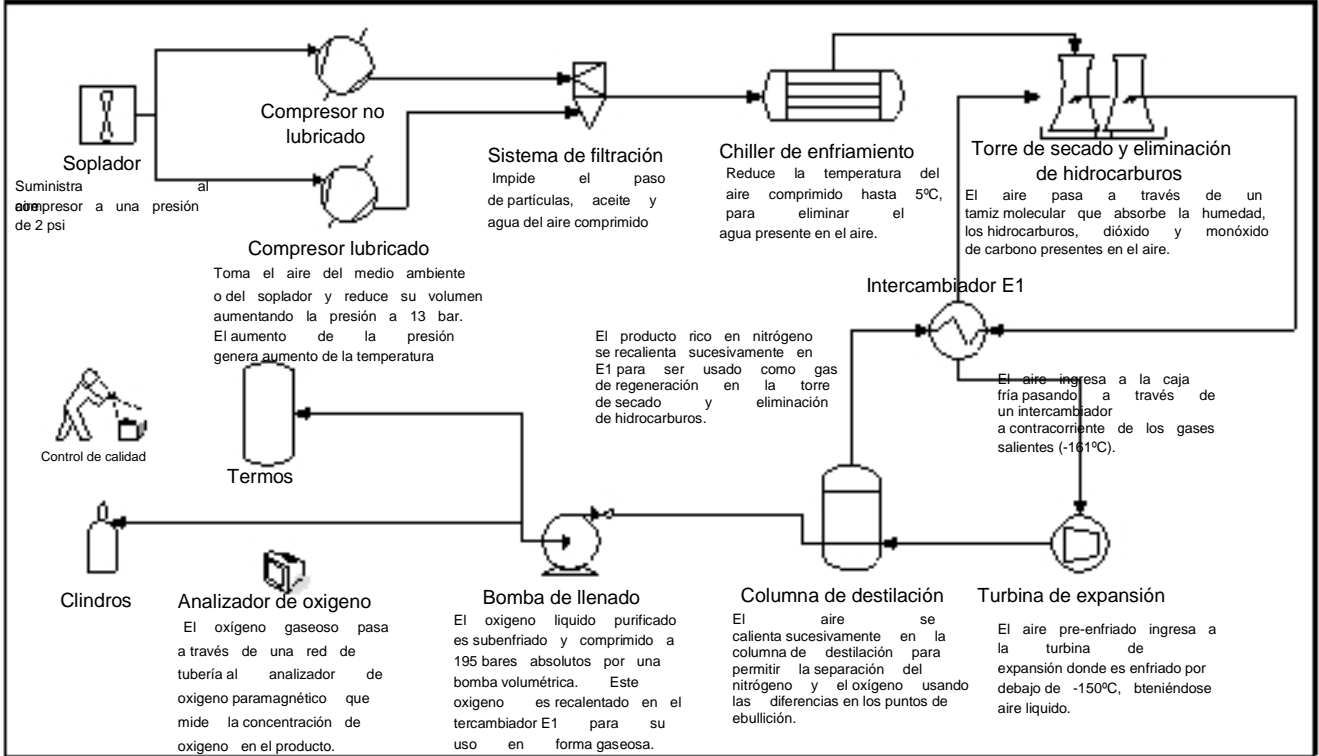 Soplador
Suministra al
aire
compresor a una presión
de 2 psi
Compresor no
lubricado
Compresor lubricado
Toma el aire del medio ambiente
o del soplador y reduce su volumen
aumentando la presión a 13 bar.
El aumento de la presión
genera aumento de la temperatura
Sistema de filtración
Impide el paso
de partículas, aceite y
agua del aire comprimido
Chiller de enfriamiento
Reduce la temperatura del
aire comprimido hasta 5ºC,
para eliminar el
agua presente en el aire.
Torre de secado y eliminación
de hidrocarburos
El aire pasa a través de un
tamiz molecular que absorbe la humedad,
los hidrocarburos, dióxido y monóxido
de carbono presentes en el aire.
Intercambiador E1
El producto rico en nitrógeno
se recalienta sucesivamente en
E1 para ser usado como gas
de regeneración en la torre
de secado y eliminación
de hidrocarburos.
El aire ingresa a la caja
fría pasando a través de
un intercambiador
a contracorriente de los gases
salientes (-161ºC).
Control de calidad
Termos
Clindros
Analizador de oxigeno
El oxígeno gaseoso pasa
a través de una red de
tubería al analizador de
oxigeno paramagnético que
mide la concentración de
oxigeno en el producto.
Bomba de llenado
El oxigeno liquido purificado
es subenfriado y comprimido a
195 bares absolutos por una
bomba volumétrica. Este
oxigeno es recalentado en el
tercambiador E1 para su
uso en forma gaseosa.
Columna de destilación
El aire se
calienta sucesivamente en la
columna de destilación para
permitir la separación del
nitrógeno y el oxígeno usando
las diferencias en los puntos de
ebullición.
Turbina de expansión
El aire pre-enfriado ingresa a
la turbina de
expansión donde es enfriado por
debajo de -150ºC, bteniéndose
aire liquido.